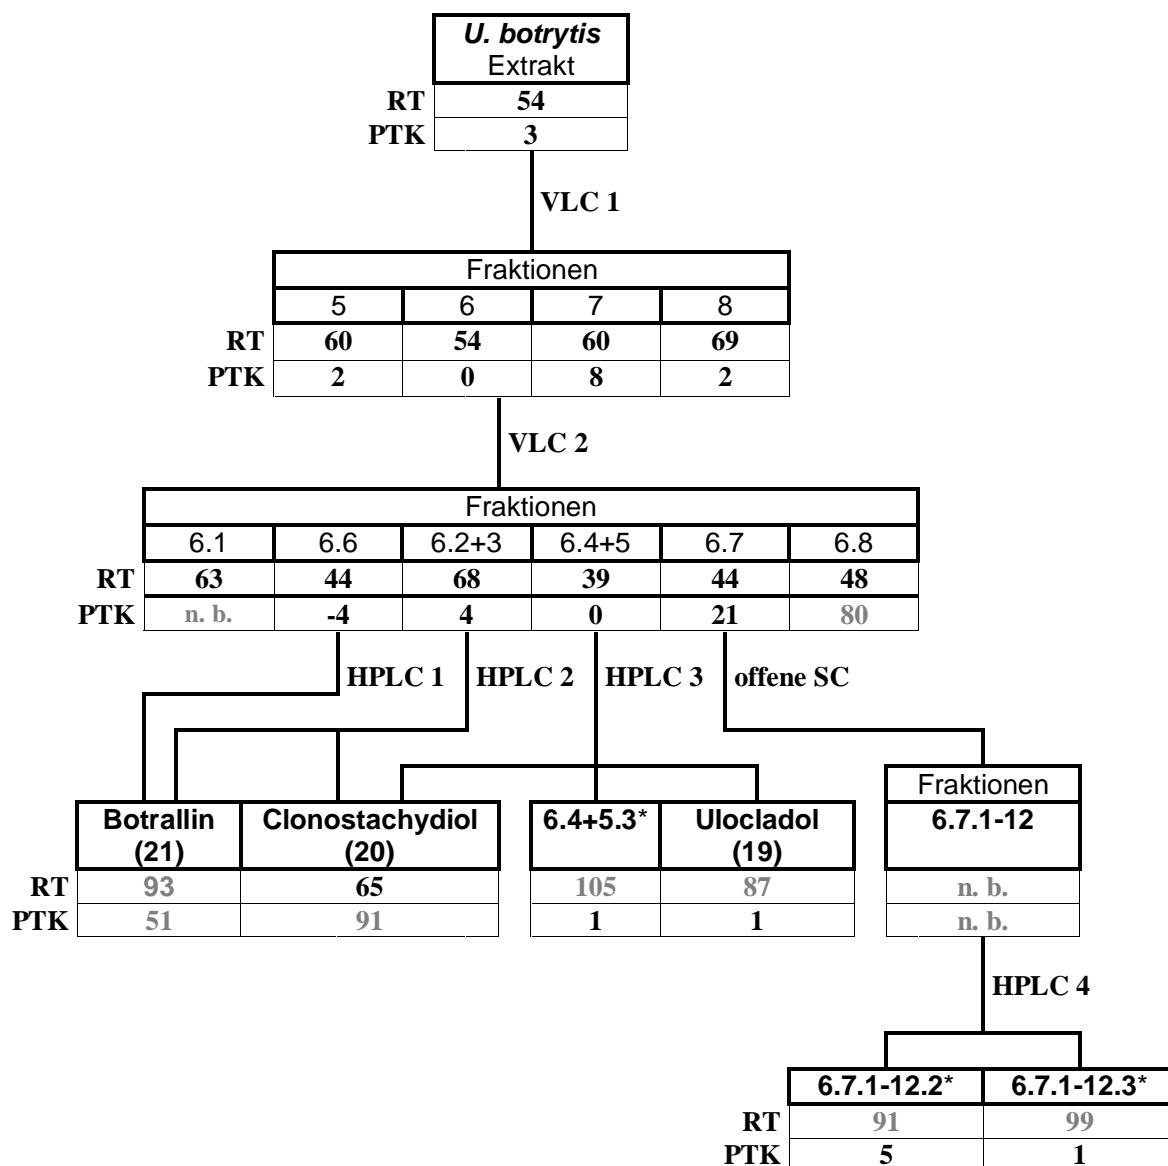 U. botrytis
Extrakt
RT 54
PTK 3
VLC 1
Fraktionen
5 6 7 8
RT 60 54 60 69
PTK 2 0 8 2
VLC 2
Fraktionen
6.1 6.6 6.2+3 6.4+5 6.7 6.8
RT 63 44 68 39 44 48
PTK n. b. -4 4 0 21 80
HPLC 1 HPLC 2 HPLC 3 offene SC
Fraktionen
Botrallin Clonostachydiol 6.4+5.3* Ulocladol 6.7.1-12
(21) (20) (19)
RT 93 65 105 87 n. b.
PTK 51 91 1 1 n. b.
HPLC 4
6.7.1-12.2* 6.7.1-12.3*
RT 91 99
PTK 5 1